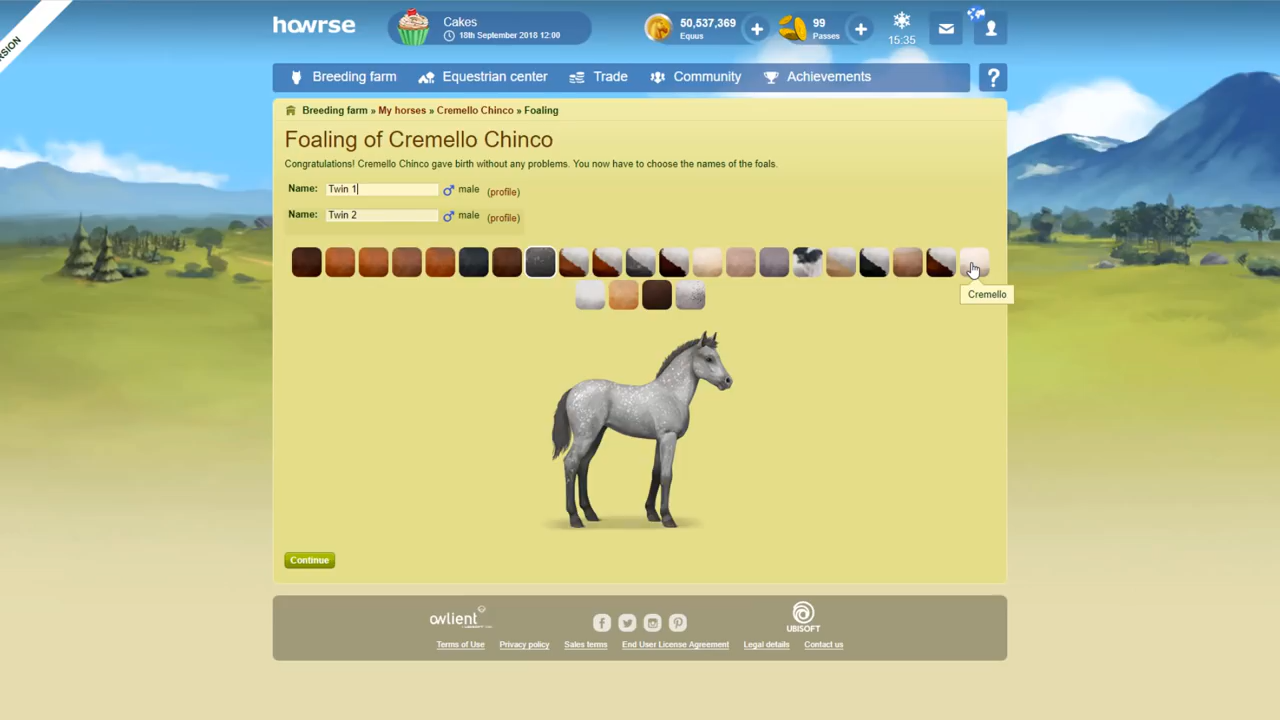 RSION
howrse
Cakes
18th September 2018 12:00
50,537,369
Equus
99
Passes
15:35
Breeding farm
Equestrian center
Trade
Community
Achievements
?
Breeding farm » My horses » Cremello Chinco » Foaling
Foaling of Cremello Chinco
Congratulations! Cremello Chinco gave birth without any problems. You now have to choose the names of the foals.
Name: Twin 1 male (profile)
Name: Twin 2 male (profile)
Cremello
Continue
owlient
UBISOFT
Terms of Use Privacy policy Sales terms End User License Agreement Legal details Contact us